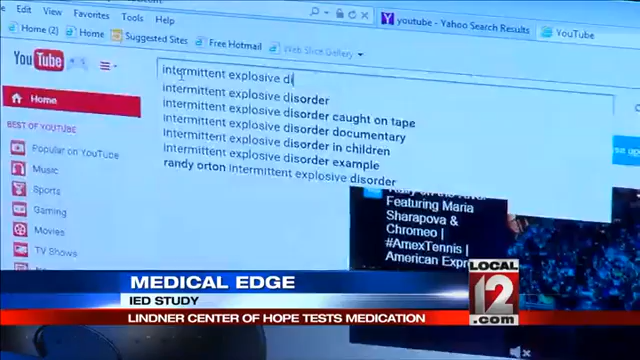 Edit View Favorites Tools Help
Home (2)
Home
Suggested Sites
Free Hotmail
Web Slice Gallery
youtube - Yahoo Search Results
YouTube
YouTube
intermittent explosive di
intermittent explosive disorder
intermittent explosive disorder caught on tape
intermittent explosive disorder documentary
intermittent explosive disorder in children
intermittent explosive disorder example
randy orton intermittent explosive disorder
Home
BEST OF YOUTUBE
Popular on YouTube
Music
Sports
Gaming
Movies
TV Shows
Featuring Maria
Sharapova &
Chromeo |
#AmexTennis |
American Expr
MEDICAL EDGE
IED STUDY
LINDNER CENTER OF HOPE TESTS MEDICATION
LOCAL
12
.com